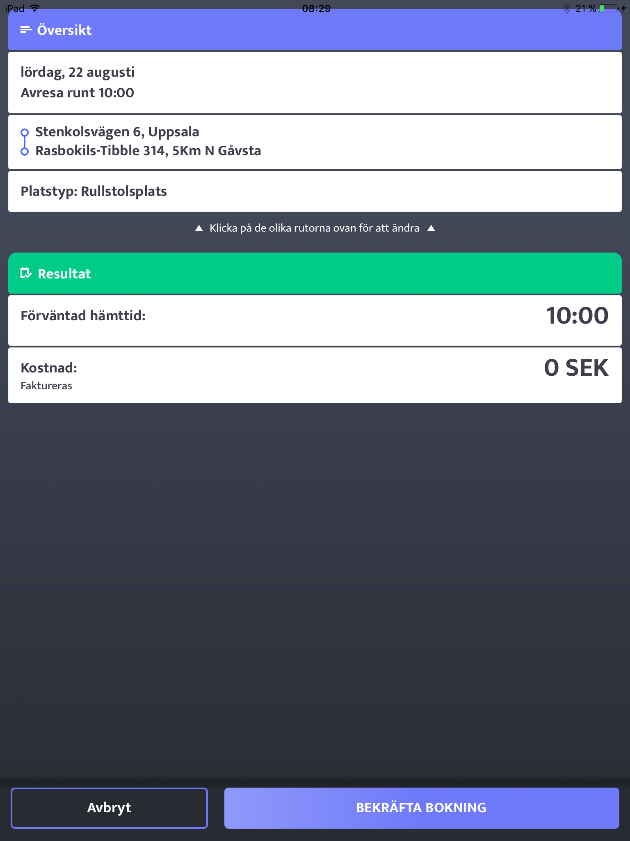 iPad 08:29 21 %
Översikt
lördag, 22 augusti
Avresa runt 10:00
Stenkolsvägen 6, Uppsala
Rasbokils-Tibble 314, 5Km N Gåvsta
Platstyp: Rullstolsplats
Klicka på de olika rutorna ovan för att ändra
Resultat
Förväntad hämttid: 10:00
Kostnad: 0 SEK
Faktureras
Avbryt BEKRÄFTA BOKNING